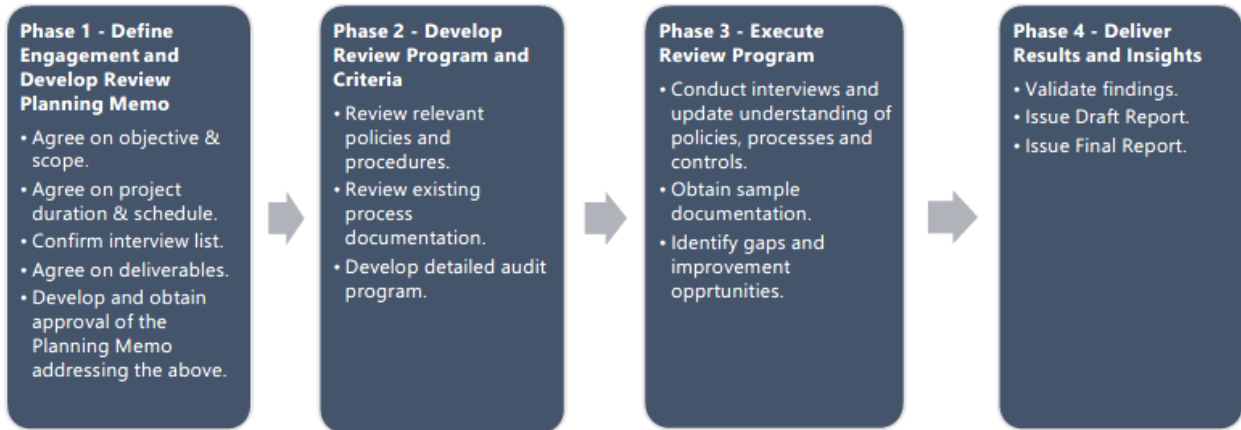 Phase 1 - Define
Engagement and
Develop Review
Planning Memo
• Agree on objective &
scope.
• Agree on project
duration & schedule.
• Confirm interview list.
• Agree on deliverables.
• Develop and obtain
approval of the
Planning Memo
addressing the above.
Phase 2 - Develop
Review Program and
Criteria
• Review relevant
policies and
procedures.
• Review existing
process
documentation.
• Develop detailed audit
program.
Phase 3 - Execute
Review Program
• Conduct interviews and
update understanding of
policies, processes and
controls.
• Obtain sample
documentation.
• Identify gaps and
improvement
opprtunities.
Phase 4 - Deliver
Results and Insights
• Validate findings.
• Issue Draft Report.
• Issue Final Report.